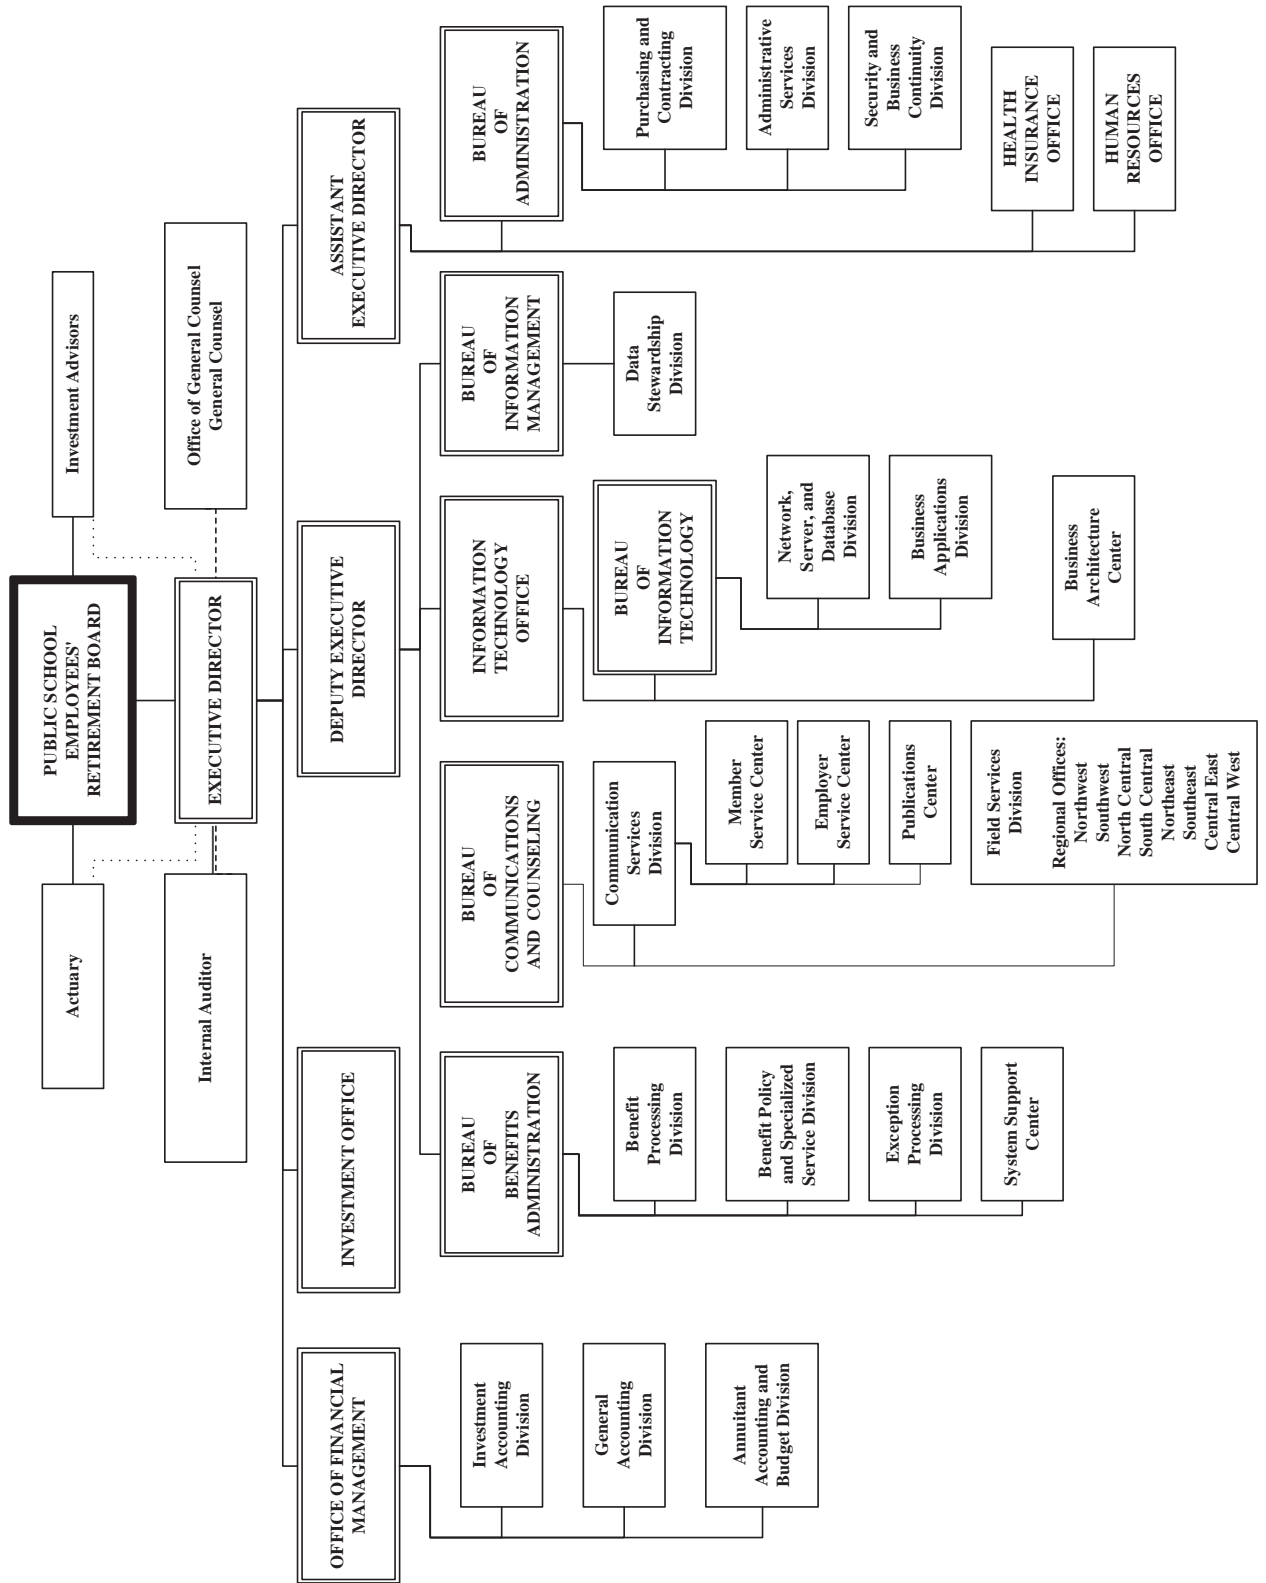 PUBLIC SCHOOL
EMPLOYEES'
RETIREMENT BOARD
Actuary
Investment Advisors
EXECUTIVE DIRECTOR
Internal Auditor
Office of General Counsel
General Counsel
OFFICE OF FINANCIAL
MANAGEMENT
INVESTMENT OFFICE
DEPUTY EXECUTIVE
DIRECTOR
ASSISTANT
EXECUTIVE DIRECTOR
Investment
Accounting
Division
General
Accounting
Division
Annuitant
Accounting and
Budget Division
BUREAU
OF
BENEFITS
ADMINISTRATION
Benefit
Processing
Division
Benefit Policy
and Specialized
Service Division
Exception
Processing
Division
System Support
Center
BUREAU
OF
COMMUNICATIONS
AND COUNSELING
Communication
Services
Division
Member
Service Center
Employer
Service Center
Publications
Center
Field Services
Division
Regional Offices:
Northwest
Southwest
North Central
South Central
Northeast
Southeast
Central East
Central West
INFORMATION
TECHNOLOGY
OFFICE
BUREAU
OF
INFORMATION
TECHNOLOGY
Network,
Server, and
Database
Division
Business
Applications
Division
Business
Architecture
Center
BUREAU
OF
INFORMATION
MANAGEMENT
Data
Stewardship
Division
BUREAU
OF
ADMINISTRATION
Purchasing and
Contracting
Division
Administrative
Services
Division
Security and
Business
Continuity
Division
HEALTH
INSURANCE
OFFICE
HUMAN
RESOURCES
OFFICE